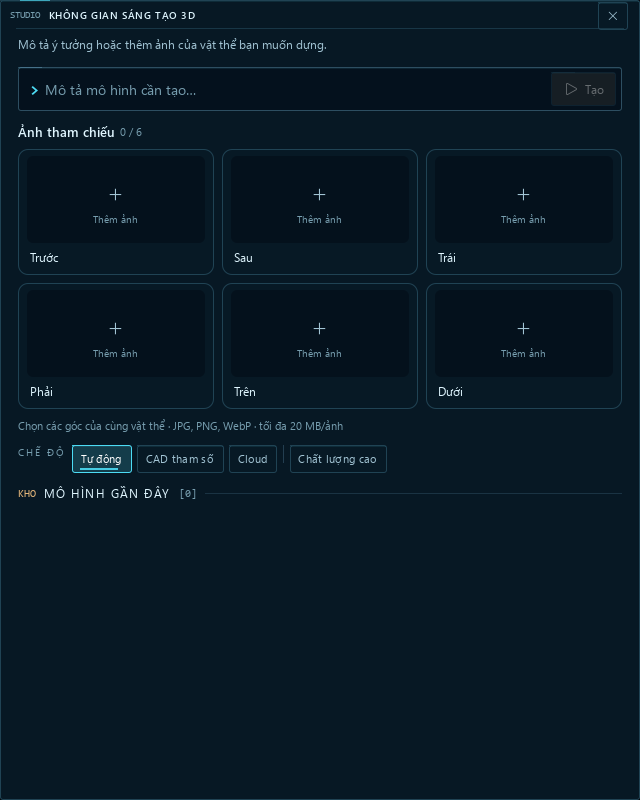 STUDIO KHÔNG GIAN SÁNG TẠO 3D
Mô tả ý tưởng hoặc thêm ảnh của vật thể bạn muốn dựng.
Mô tả mô hình cần tạo... Tạo
Ảnh tham chiếu 0 / 6
Thêm ảnh Thêm ảnh Thêm ảnh
Trước Sau Trái
Thêm ảnh Thêm ảnh Thêm ảnh
Phải Trên Dưới
Chọn các góc của cùng vật thể · JPG, PNG, WebP · tối đa 20 MB/ảnh
CHẾ ĐỘ Tự động CAD tham số Cloud Chất lượng cao
KHO MÔ HÌNH GẦN ĐÂY [0]